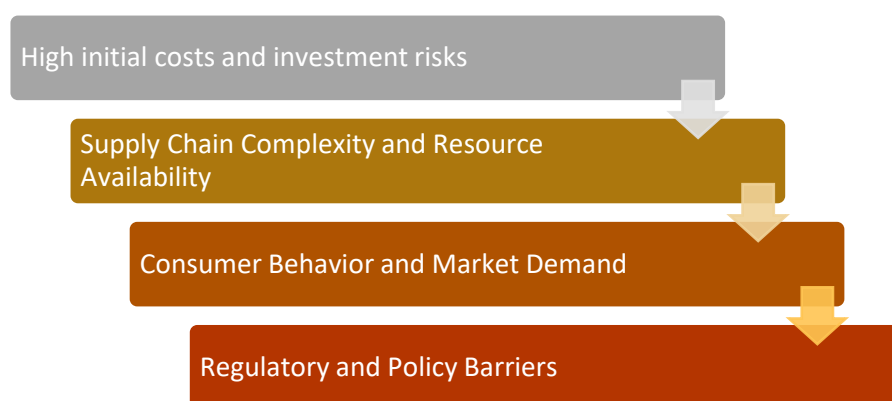 High initial costs and investment risks
Supply Chain Complexity and Resource
Availability
Consumer Behavior and Market Demand
Regulatory and Policy Barriers